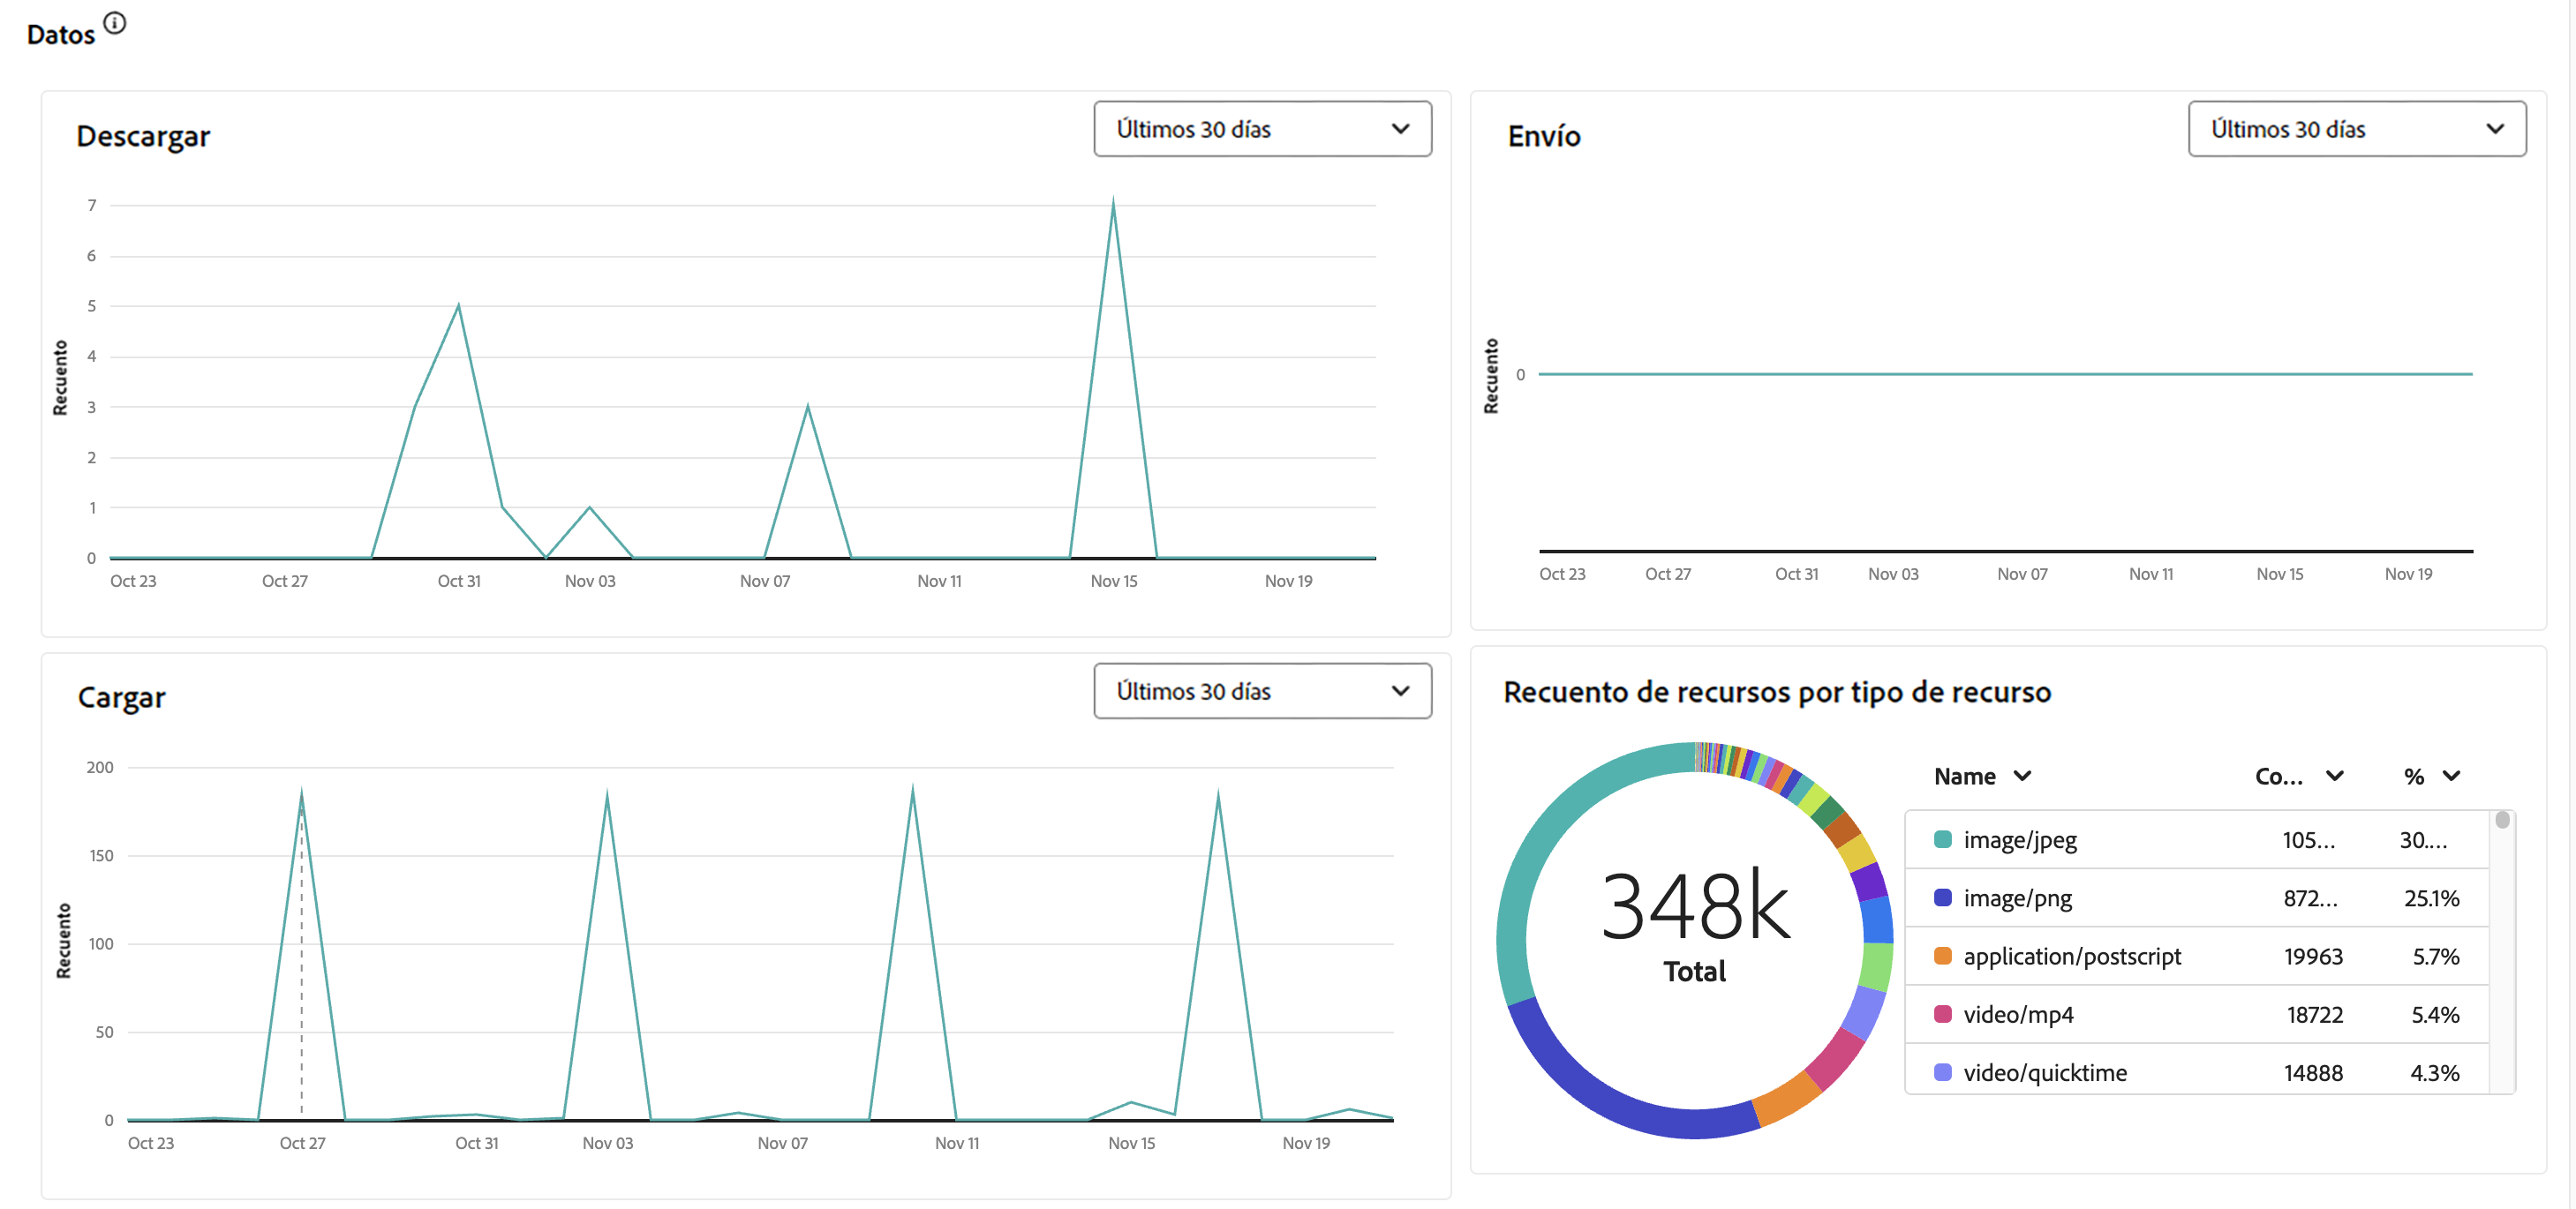 Datos
Descargar
Últimos 30 días
7
6
5
4
3
2
1
0
Recuento
Oct 23 Oct 27 Oct 31 Nov 03 Nov 07 Nov 11 Nov 15 Nov 19
Envío
Últimos 30 días
Recuento
0
Oct 23 Oct 27 Oct 31 Nov 03 Nov 07 Nov 11 Nov 15 Nov 19
Cargar
Últimos 30 días
200
150
100
50
0
Recuento
Oct 23 Oct 27 Oct 31 Nov 03 Nov 07 Nov 11 Nov 15 Nov 19
Recuento de recursos por tipo de recurso
348k
Total
Name Co... %
image/jpeg 105... 30....
image/png 872... 25.1%
application/postscript 19963 5.7%
video/mp4 18722 5.4%
video/quicktime 14888 4.3%